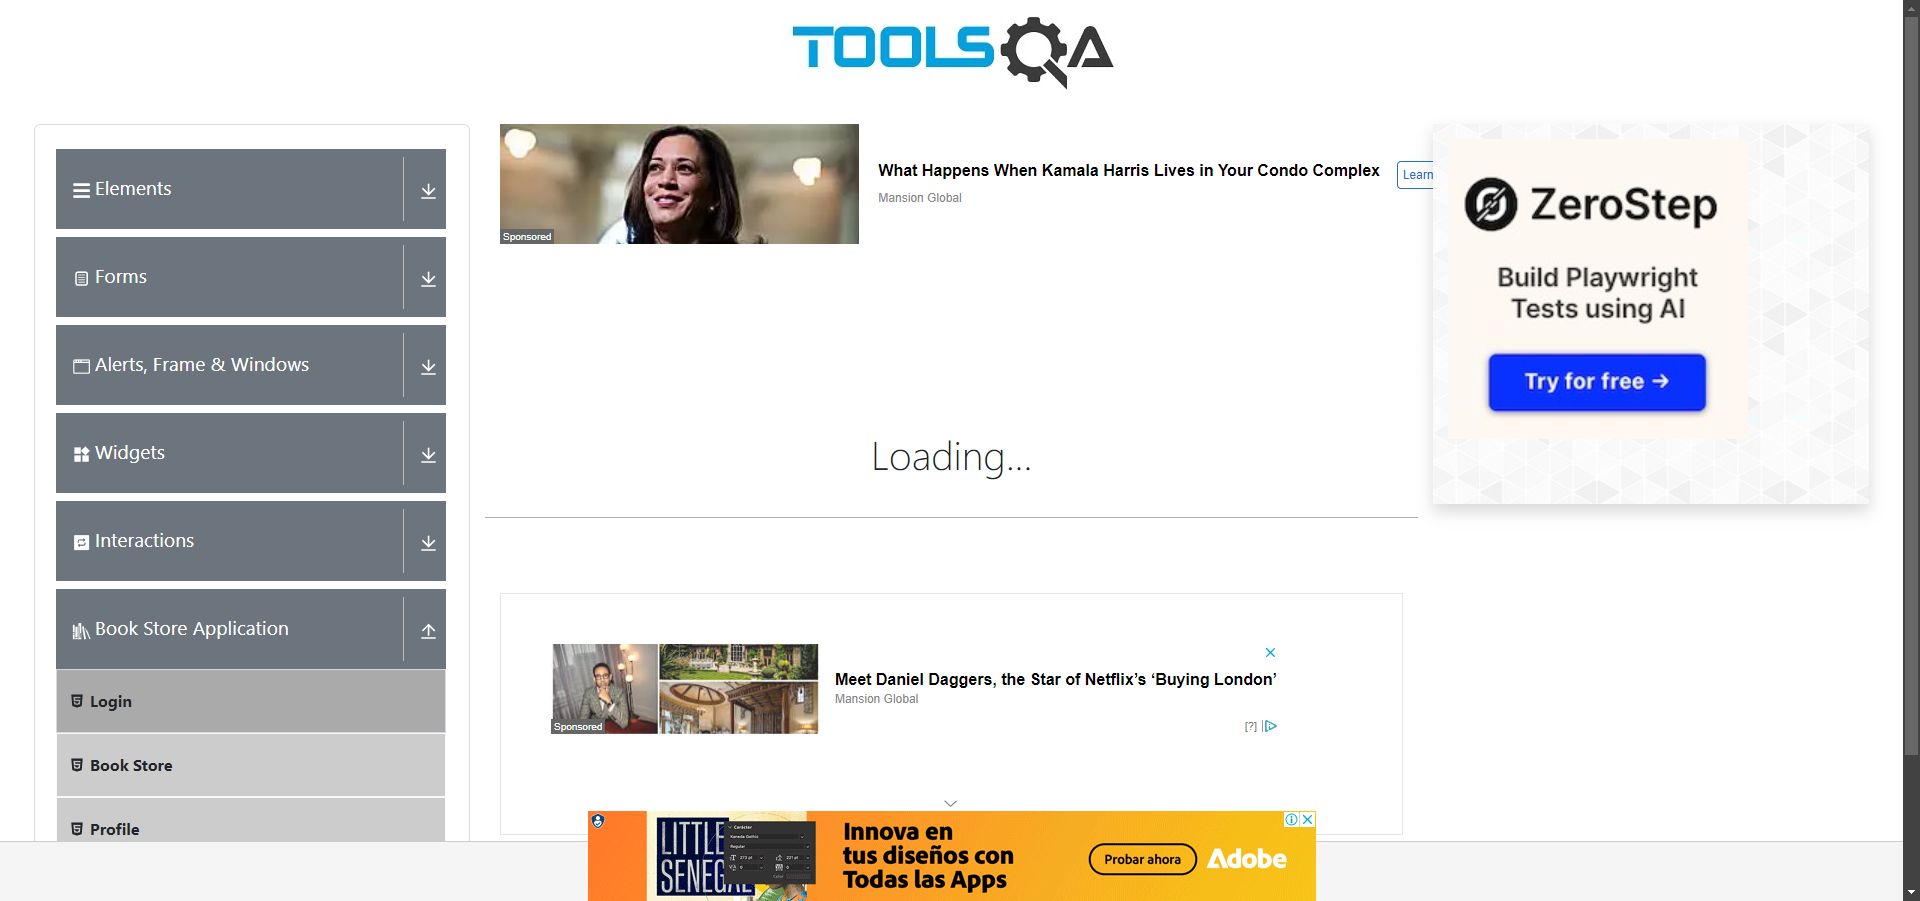 TOOLSQA
Elements
Forms
Alerts, Frame & Windows
Widgets
Interactions
Book Store Application
Login
Book Store
Profile
What Happens When Kamala Harris Lives in Your Condo Complex
Mansion Global
Learn
Sponsored
Loading...
ZeroStep
Build Playwright
Tests using AI
Try for free →
Meet Daniel Daggers, the Star of Netflix’s ‘Buying London’
Mansion Global
Sponsored
[?]
LITTLE
SENEGAL
Carácter
Regular
Innova en
tus diseños con
Todas las Apps
Probar ahora
Adobe